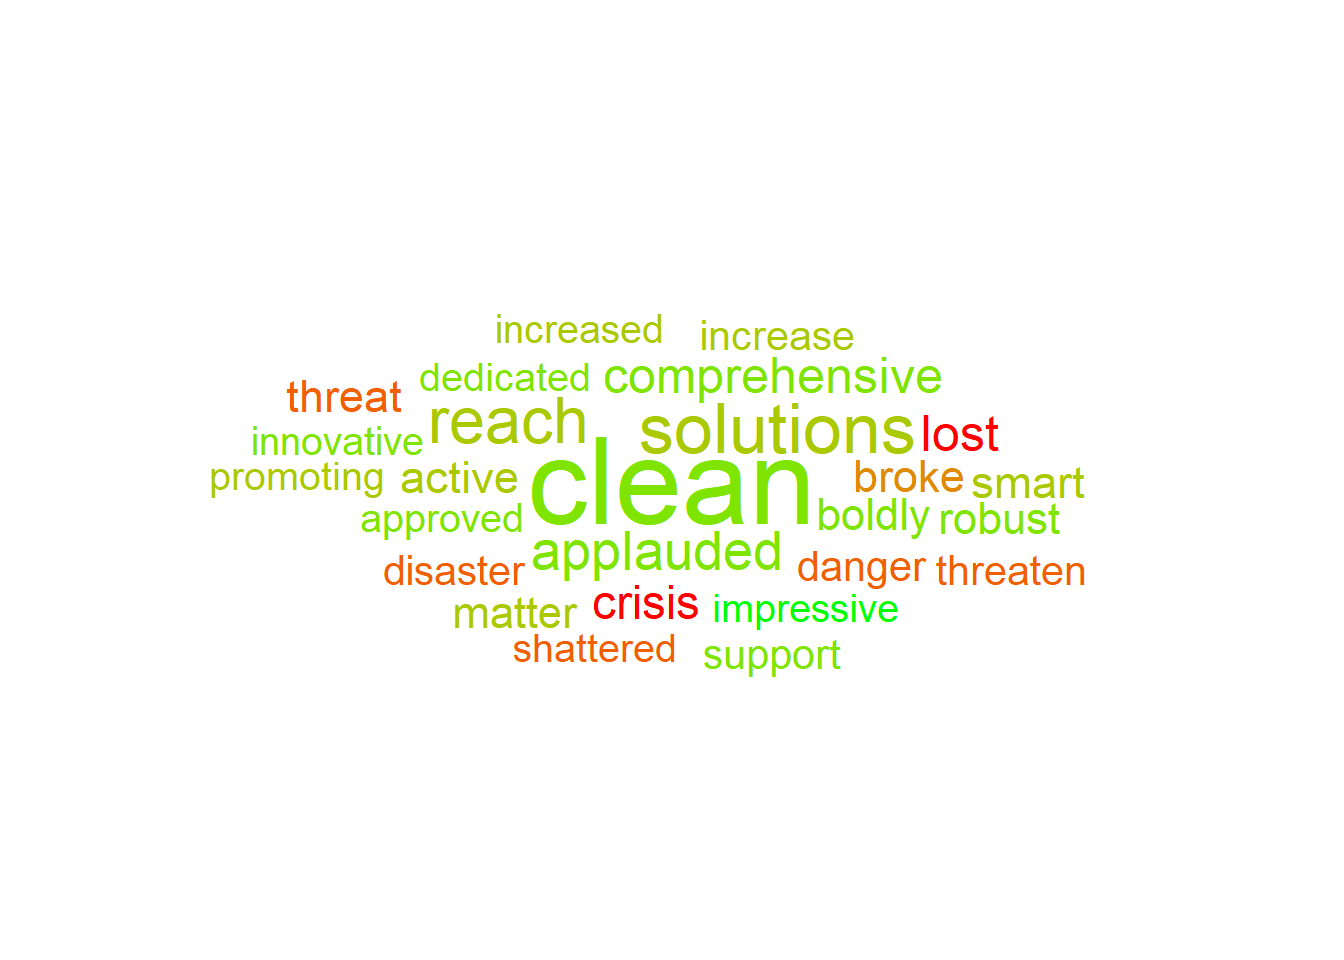 increased increase
dedicated comprehensive
threat reach solutions lost
innovative clean
promoting active broke smart
approved boldly robust
applauded
disaster danger threaten
matter crisis impressive
shattered support